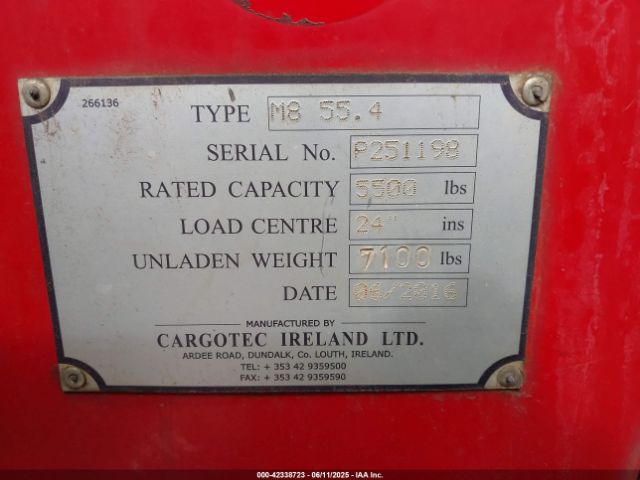 266136
TYPE M8 55.4
SERIAL No. P251198
RATED CAPACITY 5500 lbs
LOAD CENTRE 24" ins
UNLADEN WEIGHT 7100 lbs
DATE 06/2016
MANUFACTURED BY
CARGOTEC IRELAND LTD.
ARDEE ROAD, DUNDALK, Co. LOUTH, IRELAND.
TEL: + 353 42 9359500
FAX: + 353 42 9359590
000-42338723 - 06/11/2025 - IAA Inc.